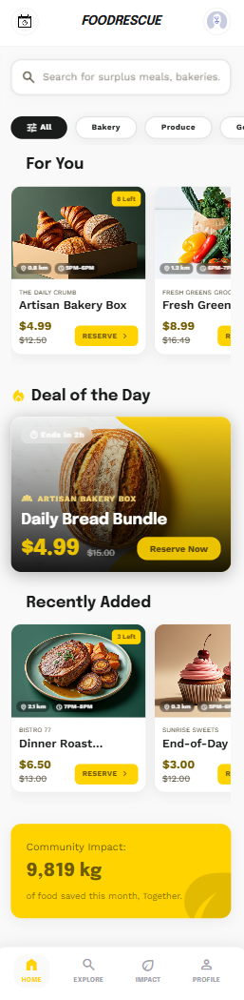 FOODRESCUE
Search for surplus meals, bakeries.
All
Bakery
Produce
For You
8 Left
0.8 km
5PM–6PM
1.2 km
THE DAILY CRUMB
FRESH GREENS GROC
Artisan Bakery Box
Fresh Green
$4.99
$12.50
RESERVE
$8.99
$16.49
R
Deal of the Day
Ends in 2h
ARTISAN BAKERY BOX
Daily Bread Bundle
$4.99
$15.00
Reserve Now
Recently Added
3 Left
2.1 km
7PM–8PM
0.3 km
BISTRO 77
SUNRISE SWEETS
Dinner Roast...
End-of-Day
$6.50
$13.00
RESERVE
$3.00
$12.00
R
Community Impact:
9,819 kg
of food saved this month, Together.
HOME
EXPLORE
IMPACT
PROFILE